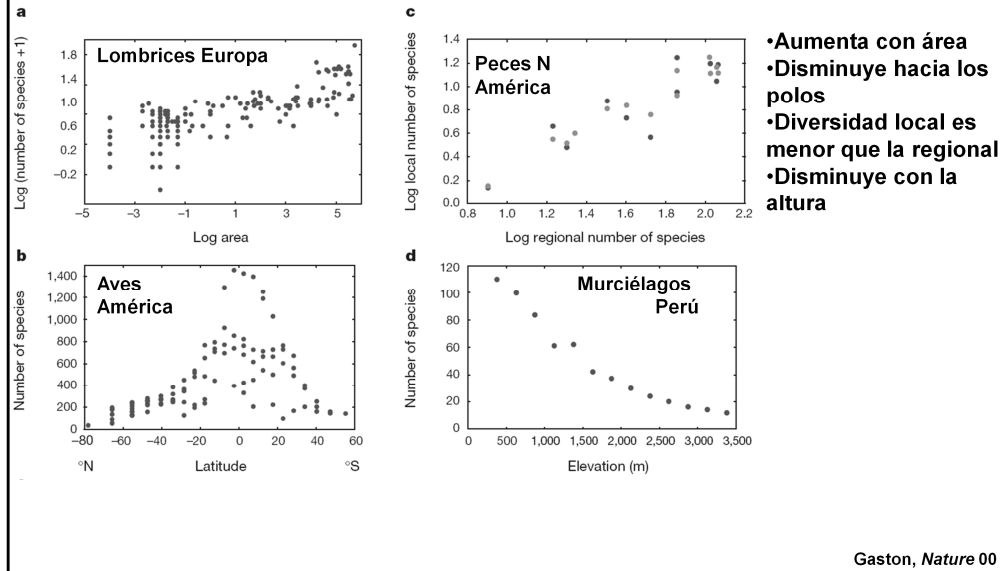 a
Log (number of species +1)
Lombrices Europa
1.8
1.4
1.0
0.6
0.2
−0.2
−5 −3 −1 1 3 5
Log area
c
Log local number of species
Peces N
América
1.4
1.2
1.0
0.8
0.6
0.4
0.2
0.0
0.8 1.0 1.2 1.4 1.6 1.8 2.0 2.2
Log regional number of species
•Aumenta con área
•Disminuye hacia los
polos
•Diversidad local es
menor que la regional
•Disminuye con la
altura
b
Number of species
Aves
América
1,400
1,200
1,000
800
600
400
200
0
−80 −60 −40 −20 0 20 40 60
°N Latitude °S
d
Number of species
Murciélagos
Perú
120
100
80
60
40
20
0
0 500 1,000 1,500 2,000 2,500 3,000 3,500
Elevation (m)
Gaston, Nature 00